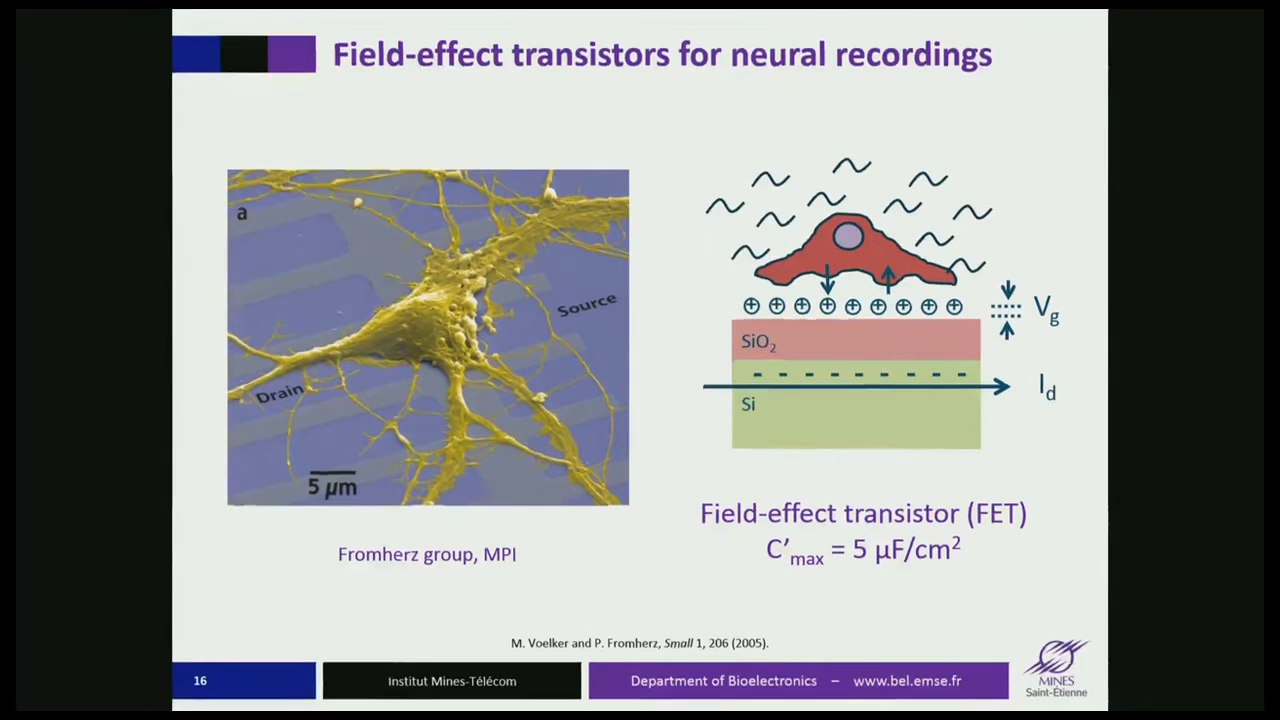 Field-effect transistors for neural recordings
a
Source
Drain
5 µm
Fromherz group, MPI
⊕ ⊕ ⊕ ⊕ ⊕ ⊕ ⊕ ⊕ ⊕
Vg
SiO2
- - - - - - - - -
Id
Si
Field-effect transistor (FET)
C’max = 5 µF/cm2
M. Voelker and P. Fromherz, Small 1, 206 (2005).
16
Institut Mines-Télécom
Department of Bioelectronics – www.bel.emse.fr
MINES
Saint-Étienne